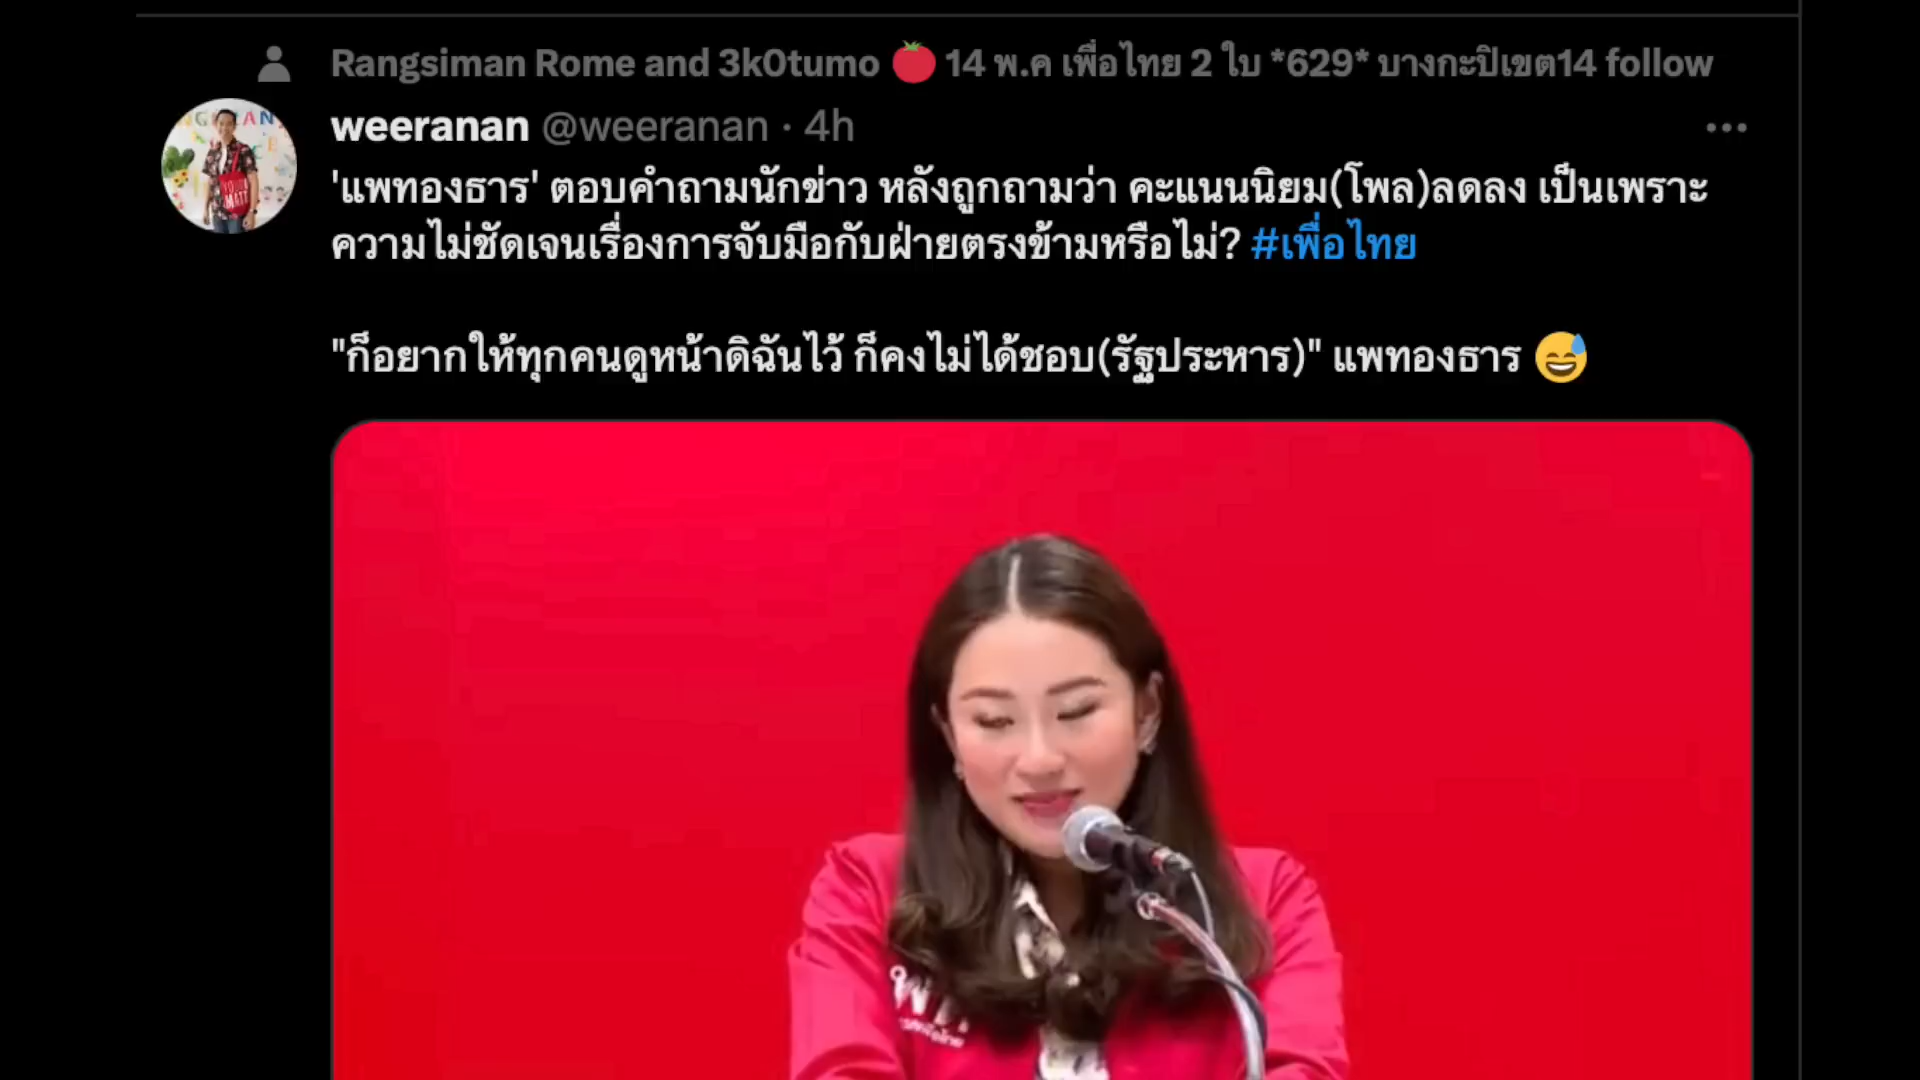 Rangsiman Rome and 3k0tumo 🍅 14 พ.ค เพื่อไทย 2 ใบ *629* บางกะปิเขต14 follow
weeranan @weeranan · 4h
'แพทองธาร' ตอบคำถามนักข่าว หลังถูกถามว่า คะแนนนิยม(โพล)ลดลง เป็นเพราะ
ความไม่ชัดเจนเรื่องการจับมือกับฝ่ายตรงข้ามหรือไม่? #เพื่อไทย
"ก็อยากให้ทุกคนดูหน้าดิฉันไว้ ก็คงไม่ได้ชอบ(รัฐประหาร)" แพทองธาร 😅